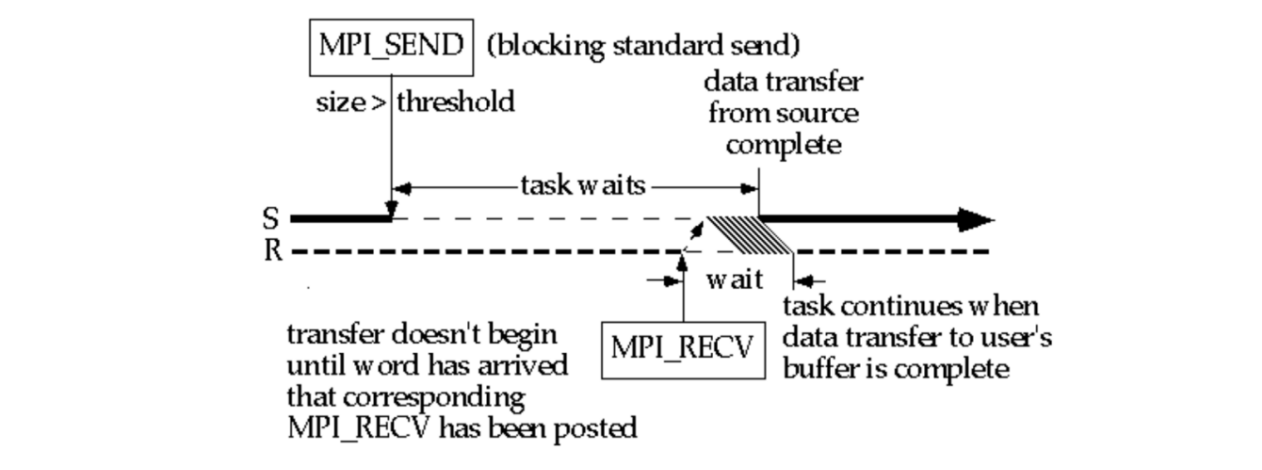 MPI_SEND (blocking standard send)
size > threshold
data transfer
from source
complete
task waits
S
R
wait
MPI_RECV
transfer doesn't begin
until word has arrived
that corresponding
MPI_RECV has been posted
task continues when
data transfer to user's
buffer is complete